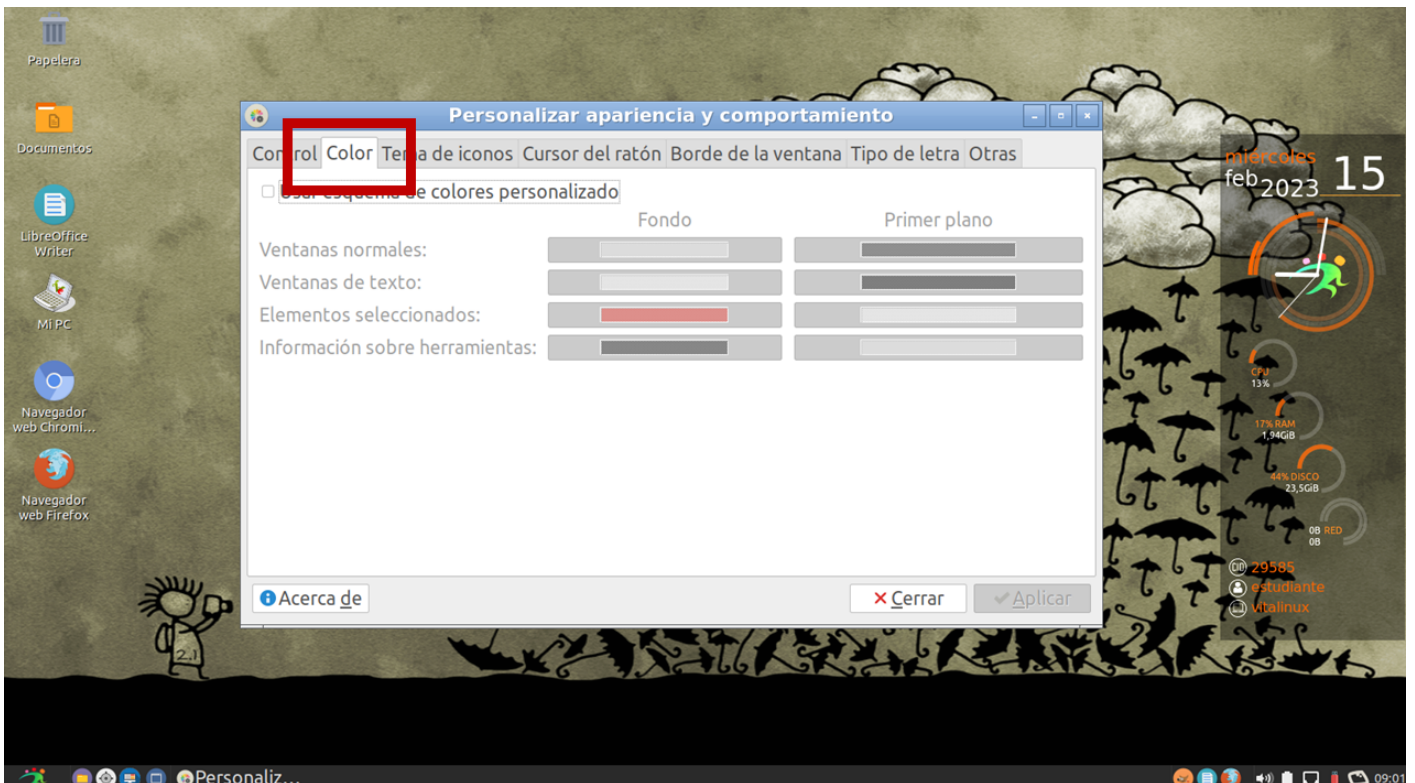 Papelera
Documentos
LibreOffice
Writer
Mi PC
Navegador
web Chromi...
Navegador
web Firefox
Personalizar apariencia y comportamiento
Control Color Tema de iconos Cursor del ratón Borde de la ventana Tipo de letra Otras
Usar esquema de colores personalizado
Fondo Primer plano
Ventanas normales:
Ventanas de texto:
Elementos seleccionados:
Información sobre herramientas:
Acerca de
Cerrar Aplicar
miércoles
feb 2023 15
CPU
13%
17% RAM
1,94GiB
44% DISCO
23,5GiB
0B RED
0B
29585
estudiante
vitalinux
2.1
Personaliz...
09:01